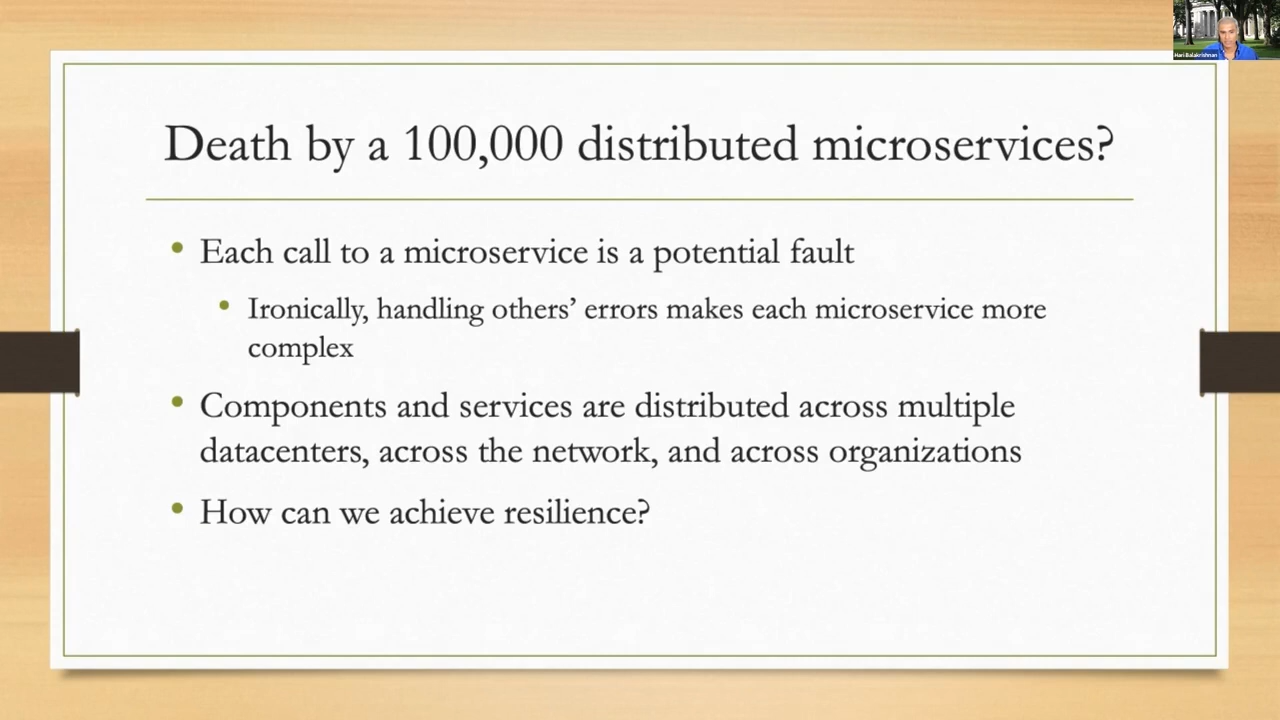 Hari Balakrishnan
Death by a 100,000 distributed microservices?
• Each call to a microservice is a potential fault
• Ironically, handling others’ errors makes each microservice more
complex
• Components and services are distributed across multiple
datacenters, across the network, and across organizations
• How can we achieve resilience?